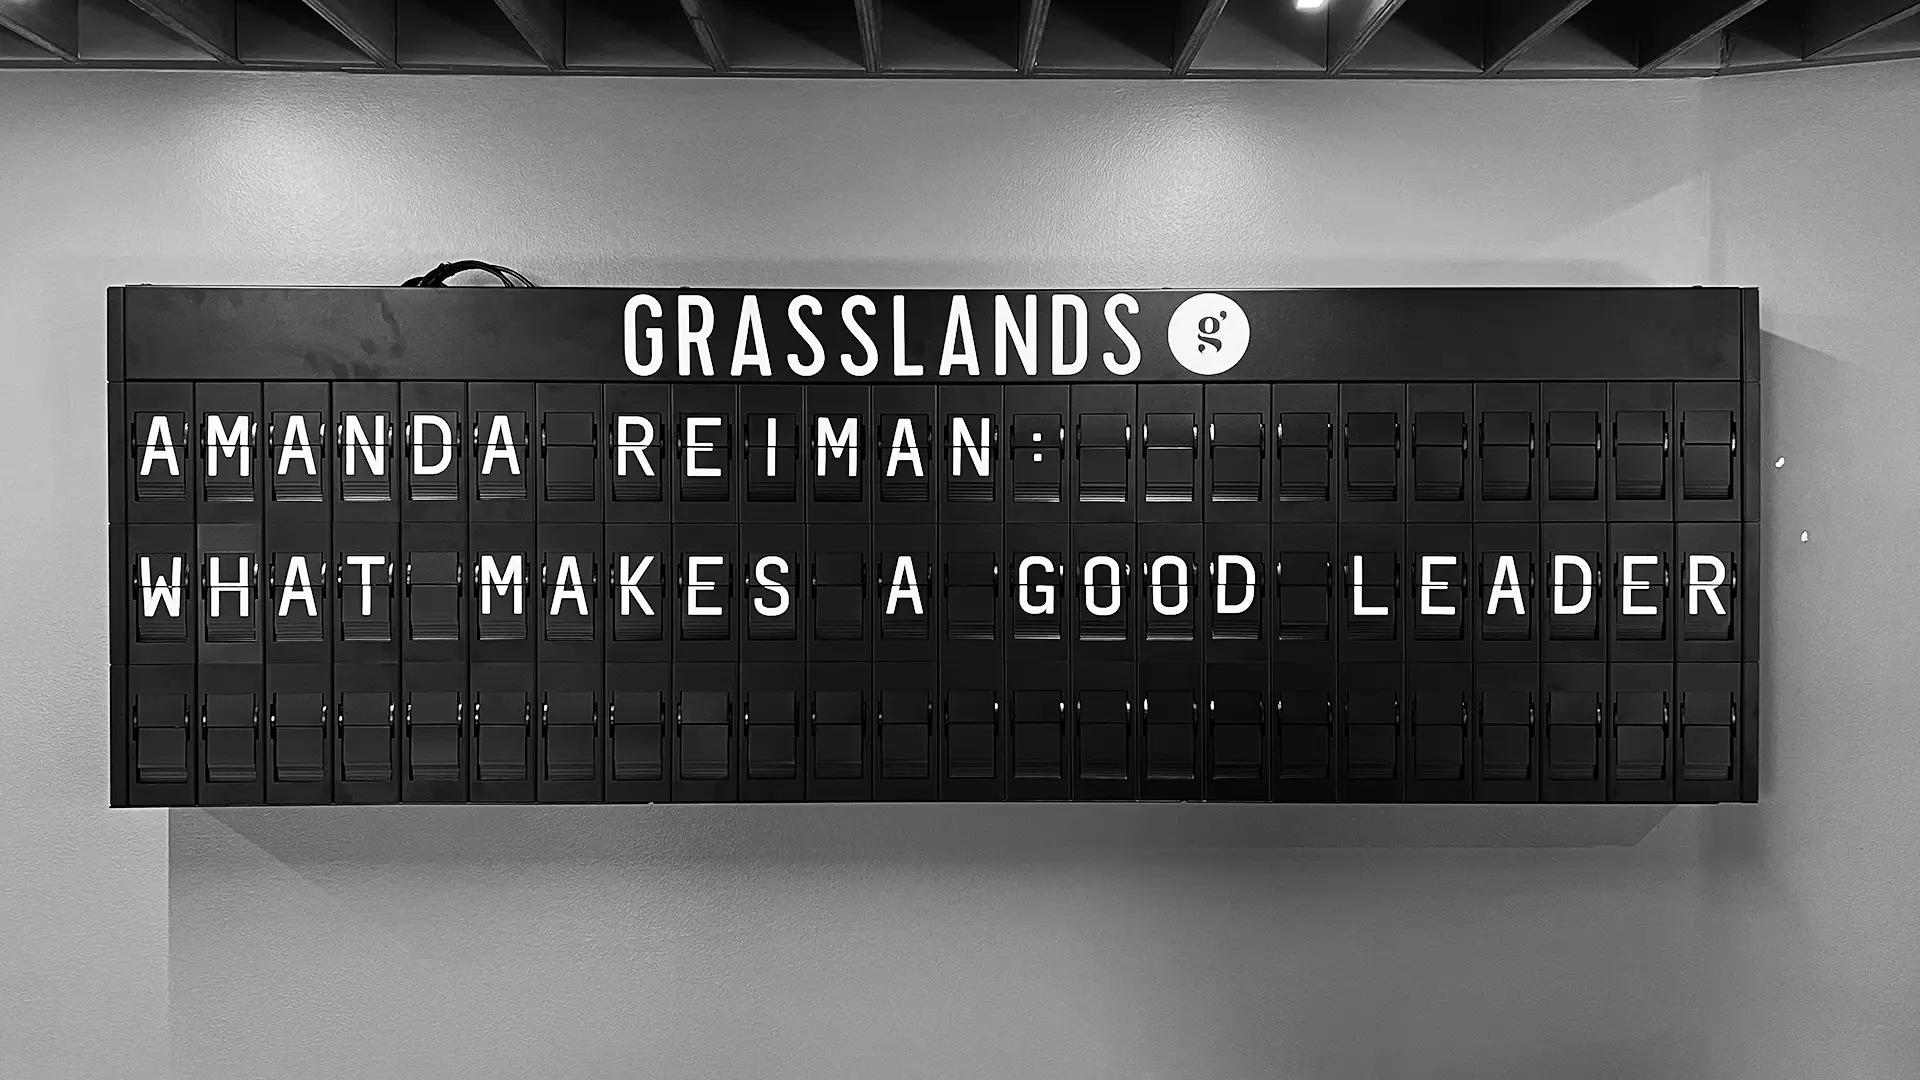 GRASSLANDS g
AMANDA REIMAN:
WHAT MAKES A GOOD LEADER